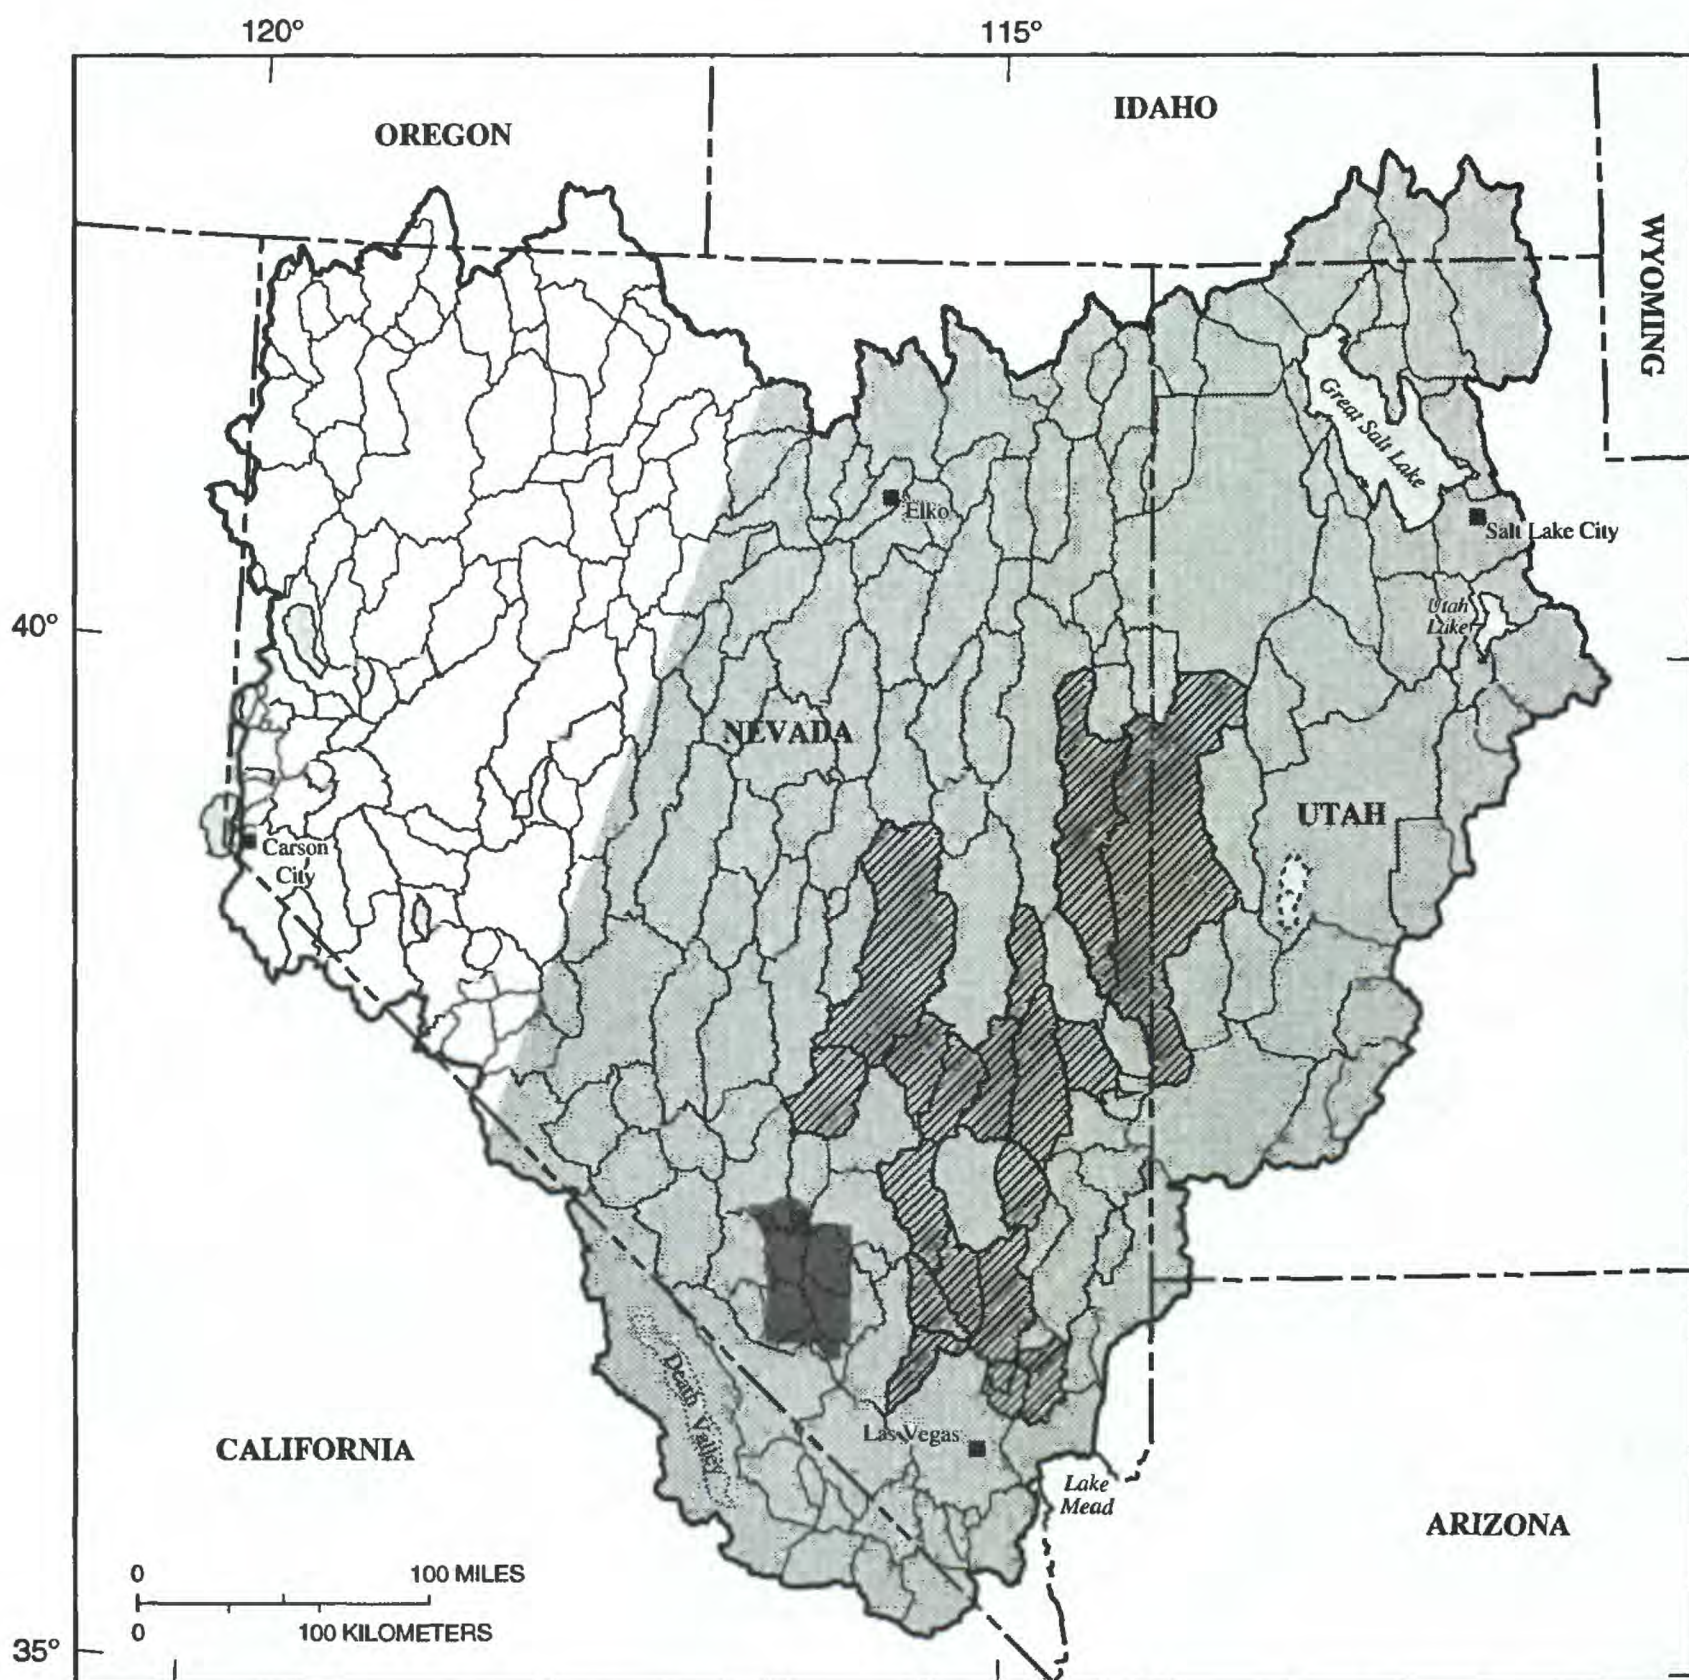 120°
115°
OREGON
IDAHO
WYOMING
Great Salt Lake
Elko
Salt Lake City
40°
Utah
Lake
NEVADA
UTAH
Carson
City
Death Valley
Las Vegas
CALIFORNIA
Lake
Mead
ARIZONA
0
100 MILES
0
100 KILOMETERS
35°